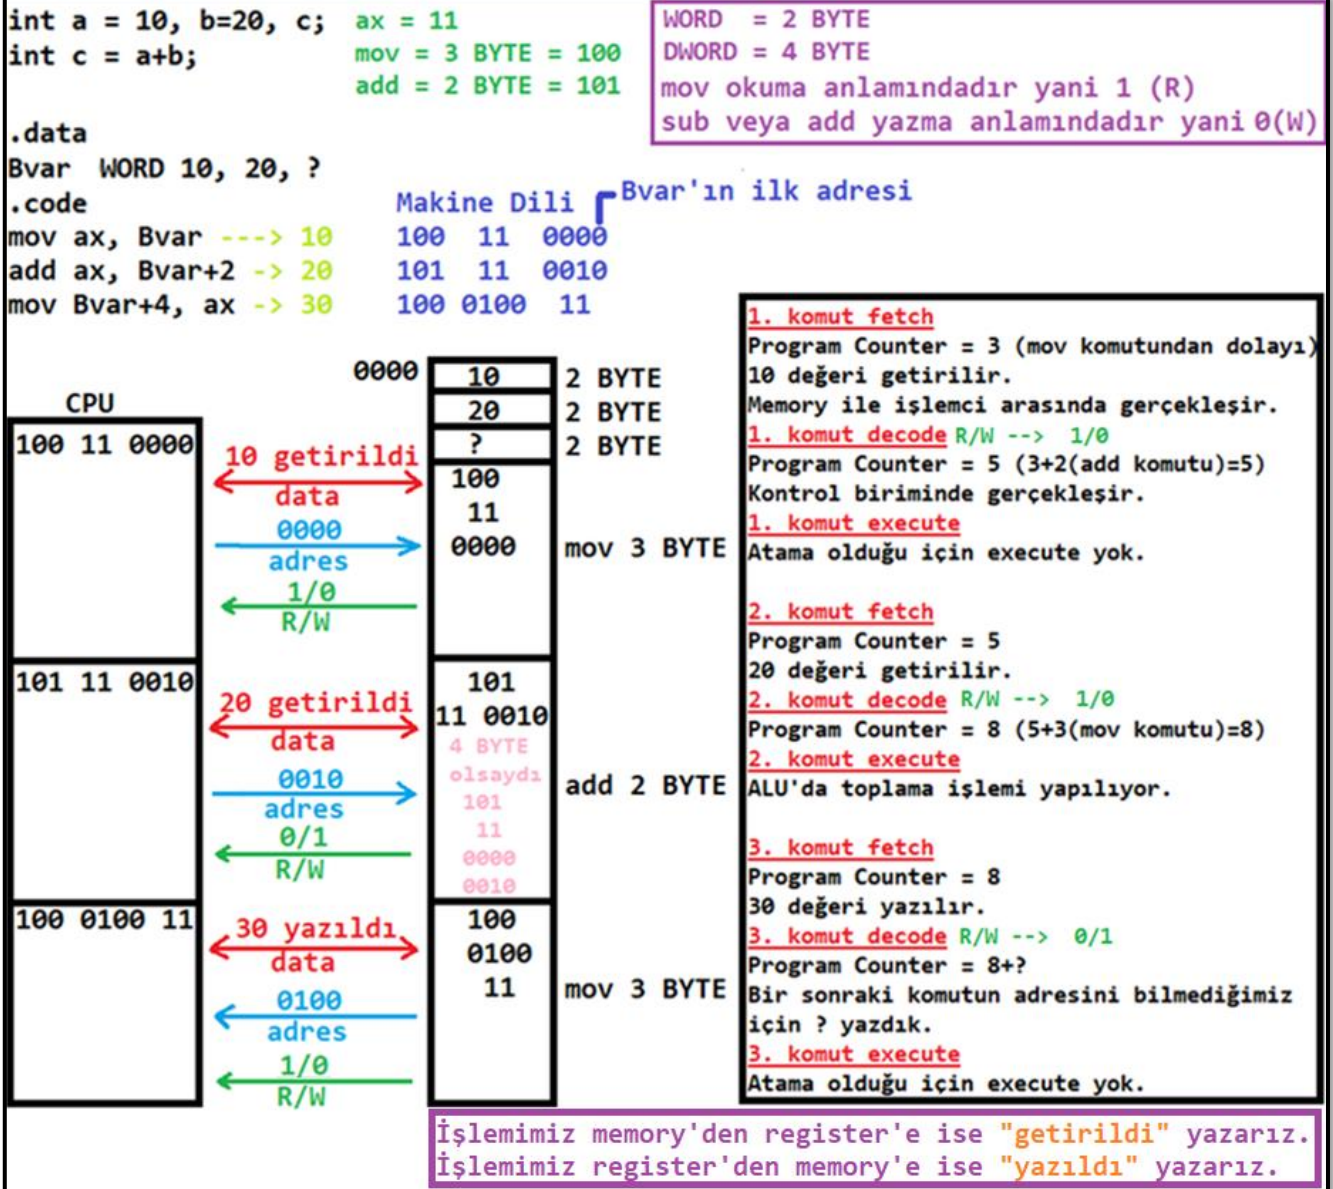 int a = 10, b=20, c;
int c = a+b;
ax = 11
mov = 3 BYTE = 100
add = 2 BYTE = 101
WORD = 2 BYTE
DWORD = 4 BYTE
mov okuma anlamındadır yani 1 (R)
sub veya add yazma anlamındadır yani 0(W)
.data
Bvar WORD 10, 20, ?
.code
mov ax, Bvar ---> 10
add ax, Bvar+2 -> 20
mov Bvar+4, ax -> 30
Makine Dili
Bvar'ın ilk adresi
100 11 0000
101 11 0010
100 0100 11
CPU
100 11 0000
10 getirildi
data
0000
adres
1/0
R/W
101 11 0010
20 getirildi
data
0010
adres
0/1
R/W
100 0100 11
30 yazıldı
data
0100
adres
1/0
R/W
0000
10
2 BYTE
20
2 BYTE
?
2 BYTE
100
11
0000
mov 3 BYTE
101
11 0010
4 BYTE
olsaydı
101
11
0000
0010
add 2 BYTE
100
0100
11
mov 3 BYTE
1. komut fetch
Program Counter = 3 (mov komutundan dolayı)
10 değeri getirilir.
Memory ile işlemci arasında gerçekleşir.
1. komut decode R/W --> 1/0
Program Counter = 5 (3+2(add komutu)=5)
Kontrol biriminde gerçekleşir.
1. komut execute
Atama olduğu için execute yok.
2. komut fetch
Program Counter = 5
20 değeri getirilir.
2. komut decode R/W --> 1/0
Program Counter = 8 (5+3(mov komutu)=8)
2. komut execute
ALU'da toplama işlemi yapılıyor.
3. komut fetch
Program Counter = 8
30 değeri yazılır.
3. komut decode R/W --> 0/1
Program Counter = 8+?
Bir sonraki komutun adresini bilmediğimiz
için ? yazdık.
3. komut execute
Atama olduğu için execute yok.
İşlemimiz memory'den register'e ise "getirildi" yazarız.
İşlemimiz register'den memory'e ise "yazıldı" yazarız.